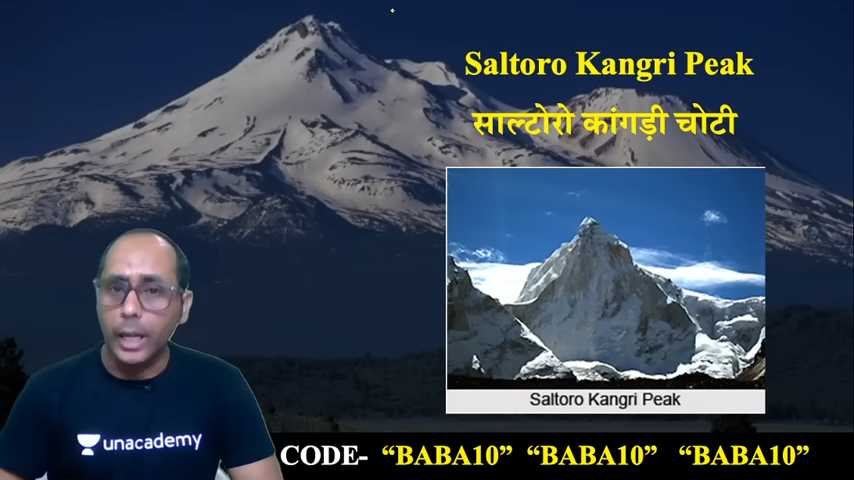 Saltoro Kangri Peak
साल्टोरो कांगड़ी चोटी
Saltoro Kangri Peak
unacademy
CODE- “BABA10” “BABA10” “BABA10”